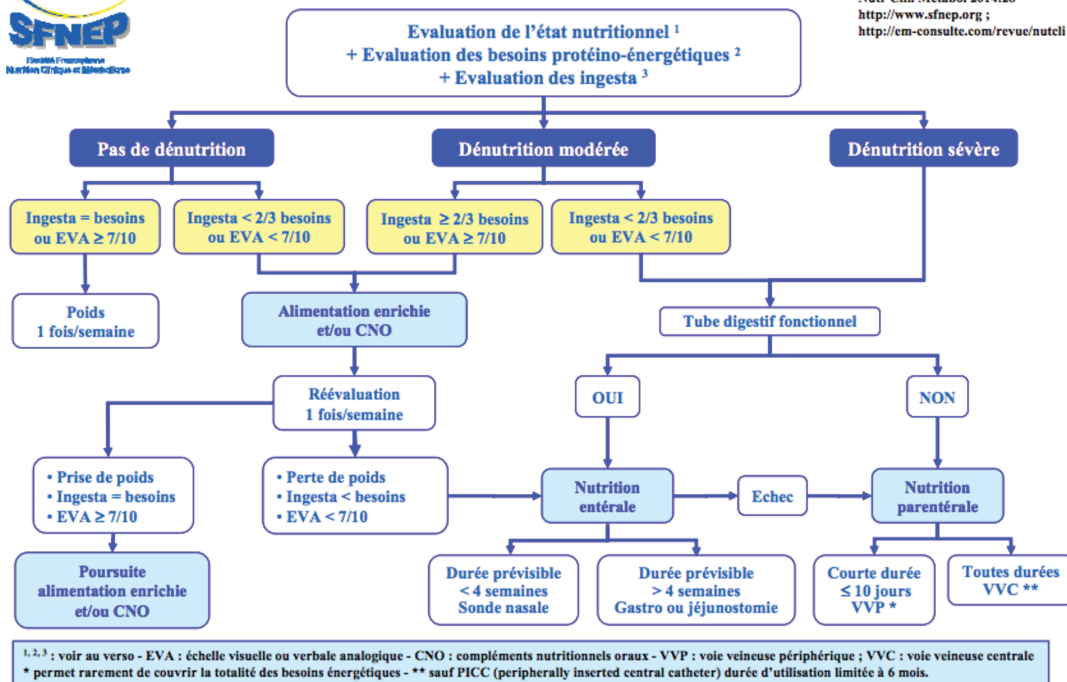 Nutr Clin Metabol 2014;28
http://www.sfnep.org ;
http://em-consulte.com/revue/nutcli
SFNEP
Société Francophone
Nutrition Clinique et Métabolisme
Evaluation de l'état nutritionnel ¹
+ Evaluation des besoins protéino-énergétiques ²
+ Evaluation des ingesta ³
Pas de dénutrition
Dénutrition modérée
Dénutrition sévère
Ingesta = besoins
ou EVA ≥ 7/10
Ingesta < 2/3 besoins
ou EVA < 7/10
Ingesta ≥ 2/3 besoins
ou EVA ≥ 7/10
Ingesta < 2/3 besoins
ou EVA < 7/10
Poids
1 fois/semaine
Alimentation enrichie
et/ou CNO
Tube digestif fonctionnel
Réévaluation
1 fois/semaine
OUI
NON
• Prise de poids
• Ingesta = besoins
• EVA ≥ 7/10
• Perte de poids
• Ingesta < besoins
• EVA < 7/10
Nutrition
entérale
Echec
Nutrition
parentérale
Poursuite
alimentation enrichie
et/ou CNO
Durée prévisible
< 4 semaines
Sonde nasale
Durée prévisible
> 4 semaines
Gastro ou jéjunostomie
Courte durée
≤ 10 jours
VVP *
Toutes durées
VVC **
1, 2, 3 : voir au verso - EVA : échelle visuelle ou verbale analogique - CNO : compléments nutritionnels oraux - VVP : voie veineuse périphérique ; VVC : voie veineuse centrale
* permet rarement de couvrir la totalité des besoins énergétiques - ** sauf PICC (peripherally inserted central catheter) durée d'utilisation limitée à 6 mois.